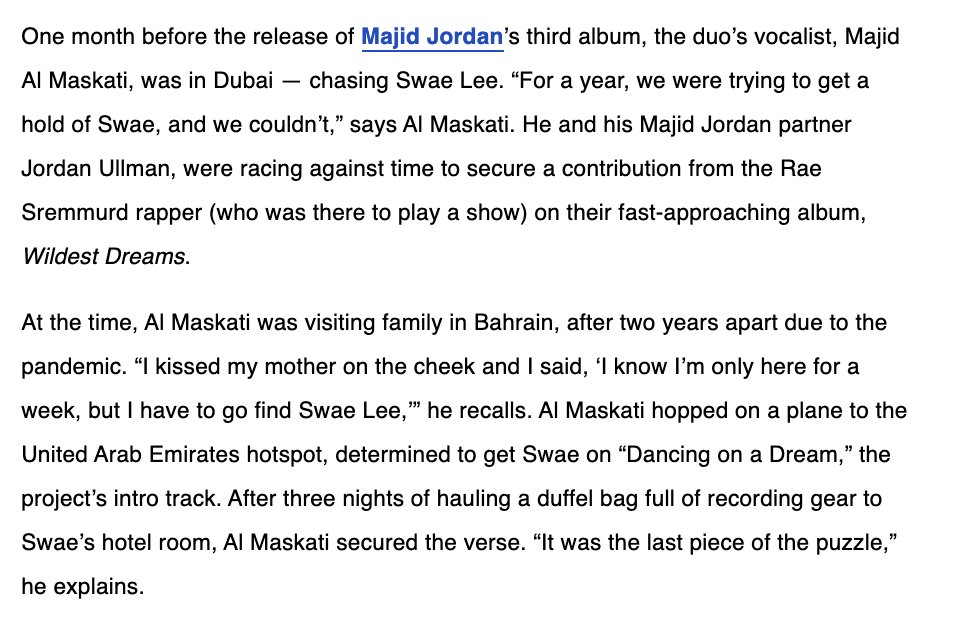 One month before the release of Majid Jordan’s third album, the duo’s vocalist, Majid
Al Maskati, was in Dubai — chasing Swae Lee. “For a year, we were trying to get a
hold of Swae, and we couldn’t,” says Al Maskati. He and his Majid Jordan partner
Jordan Ullman, were racing against time to secure a contribution from the Rae
Sremmurd rapper (who was there to play a show) on their fast-approaching album,
Wildest Dreams.
At the time, Al Maskati was visiting family in Bahrain, after two years apart due to the
pandemic. “I kissed my mother on the cheek and I said, ‘I know I’m only here for a
week, but I have to go find Swae Lee,’” he recalls. Al Maskati hopped on a plane to the
United Arab Emirates hotspot, determined to get Swae on “Dancing on a Dream,” the
project’s intro track. After three nights of hauling a duffel bag full of recording gear to
Swae’s hotel room, Al Maskati secured the verse. “It was the last piece of the puzzle,”
he explains.